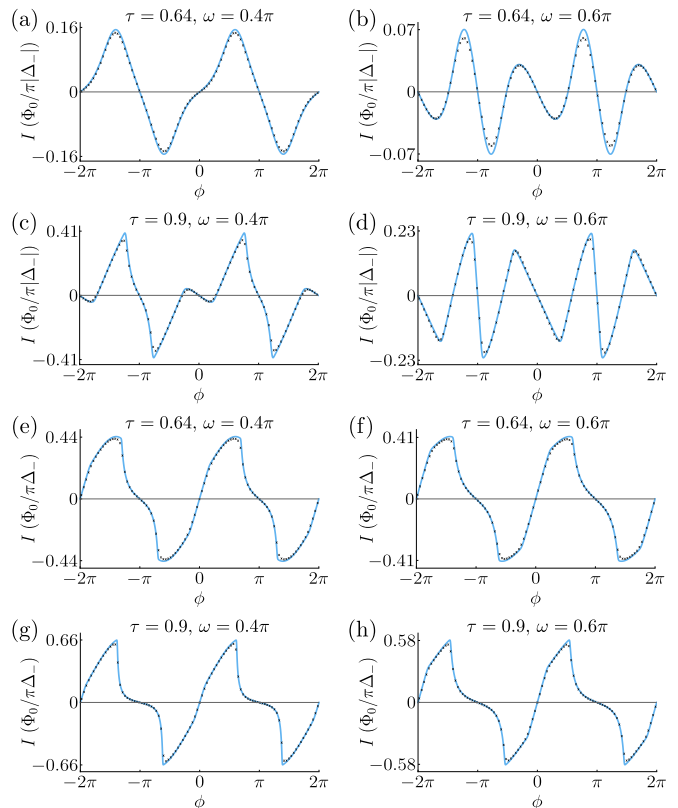 (a) τ = 0.64, ω = 0.4π
I (Φ₀/π|Δ₋|)
0.16
0
−0.16
−2π −π 0 π 2π
ϕ
(b) τ = 0.64, ω = 0.6π
I (Φ₀/π|Δ₋|)
0.07
0
−0.07
−2π −π 0 π 2π
ϕ
(c) τ = 0.9, ω = 0.4π
I (Φ₀/π|Δ₋|)
0.41
0
−0.41
−2π −π 0 π 2π
ϕ
(d) τ = 0.9, ω = 0.6π
I (Φ₀/π|Δ₋|)
0.23
0
−0.23
−2π −π 0 π 2π
ϕ
(e) τ = 0.64, ω = 0.4π
I (Φ₀/πΔ₋)
0.44
0
−0.44
−2π −π 0 π 2π
ϕ
(f) τ = 0.64, ω = 0.6π
I (Φ₀/πΔ₋)
0.41
0
−0.41
−2π −π 0 π 2π
ϕ
(g) τ = 0.9, ω = 0.4π
I (Φ₀/πΔ₋)
0.66
0
−0.66
−2π −π 0 π 2π
ϕ
(h) τ = 0.9, ω = 0.6π
I (Φ₀/πΔ₋)
0.58
0
−0.58
−2π −π 0 π 2π
ϕ